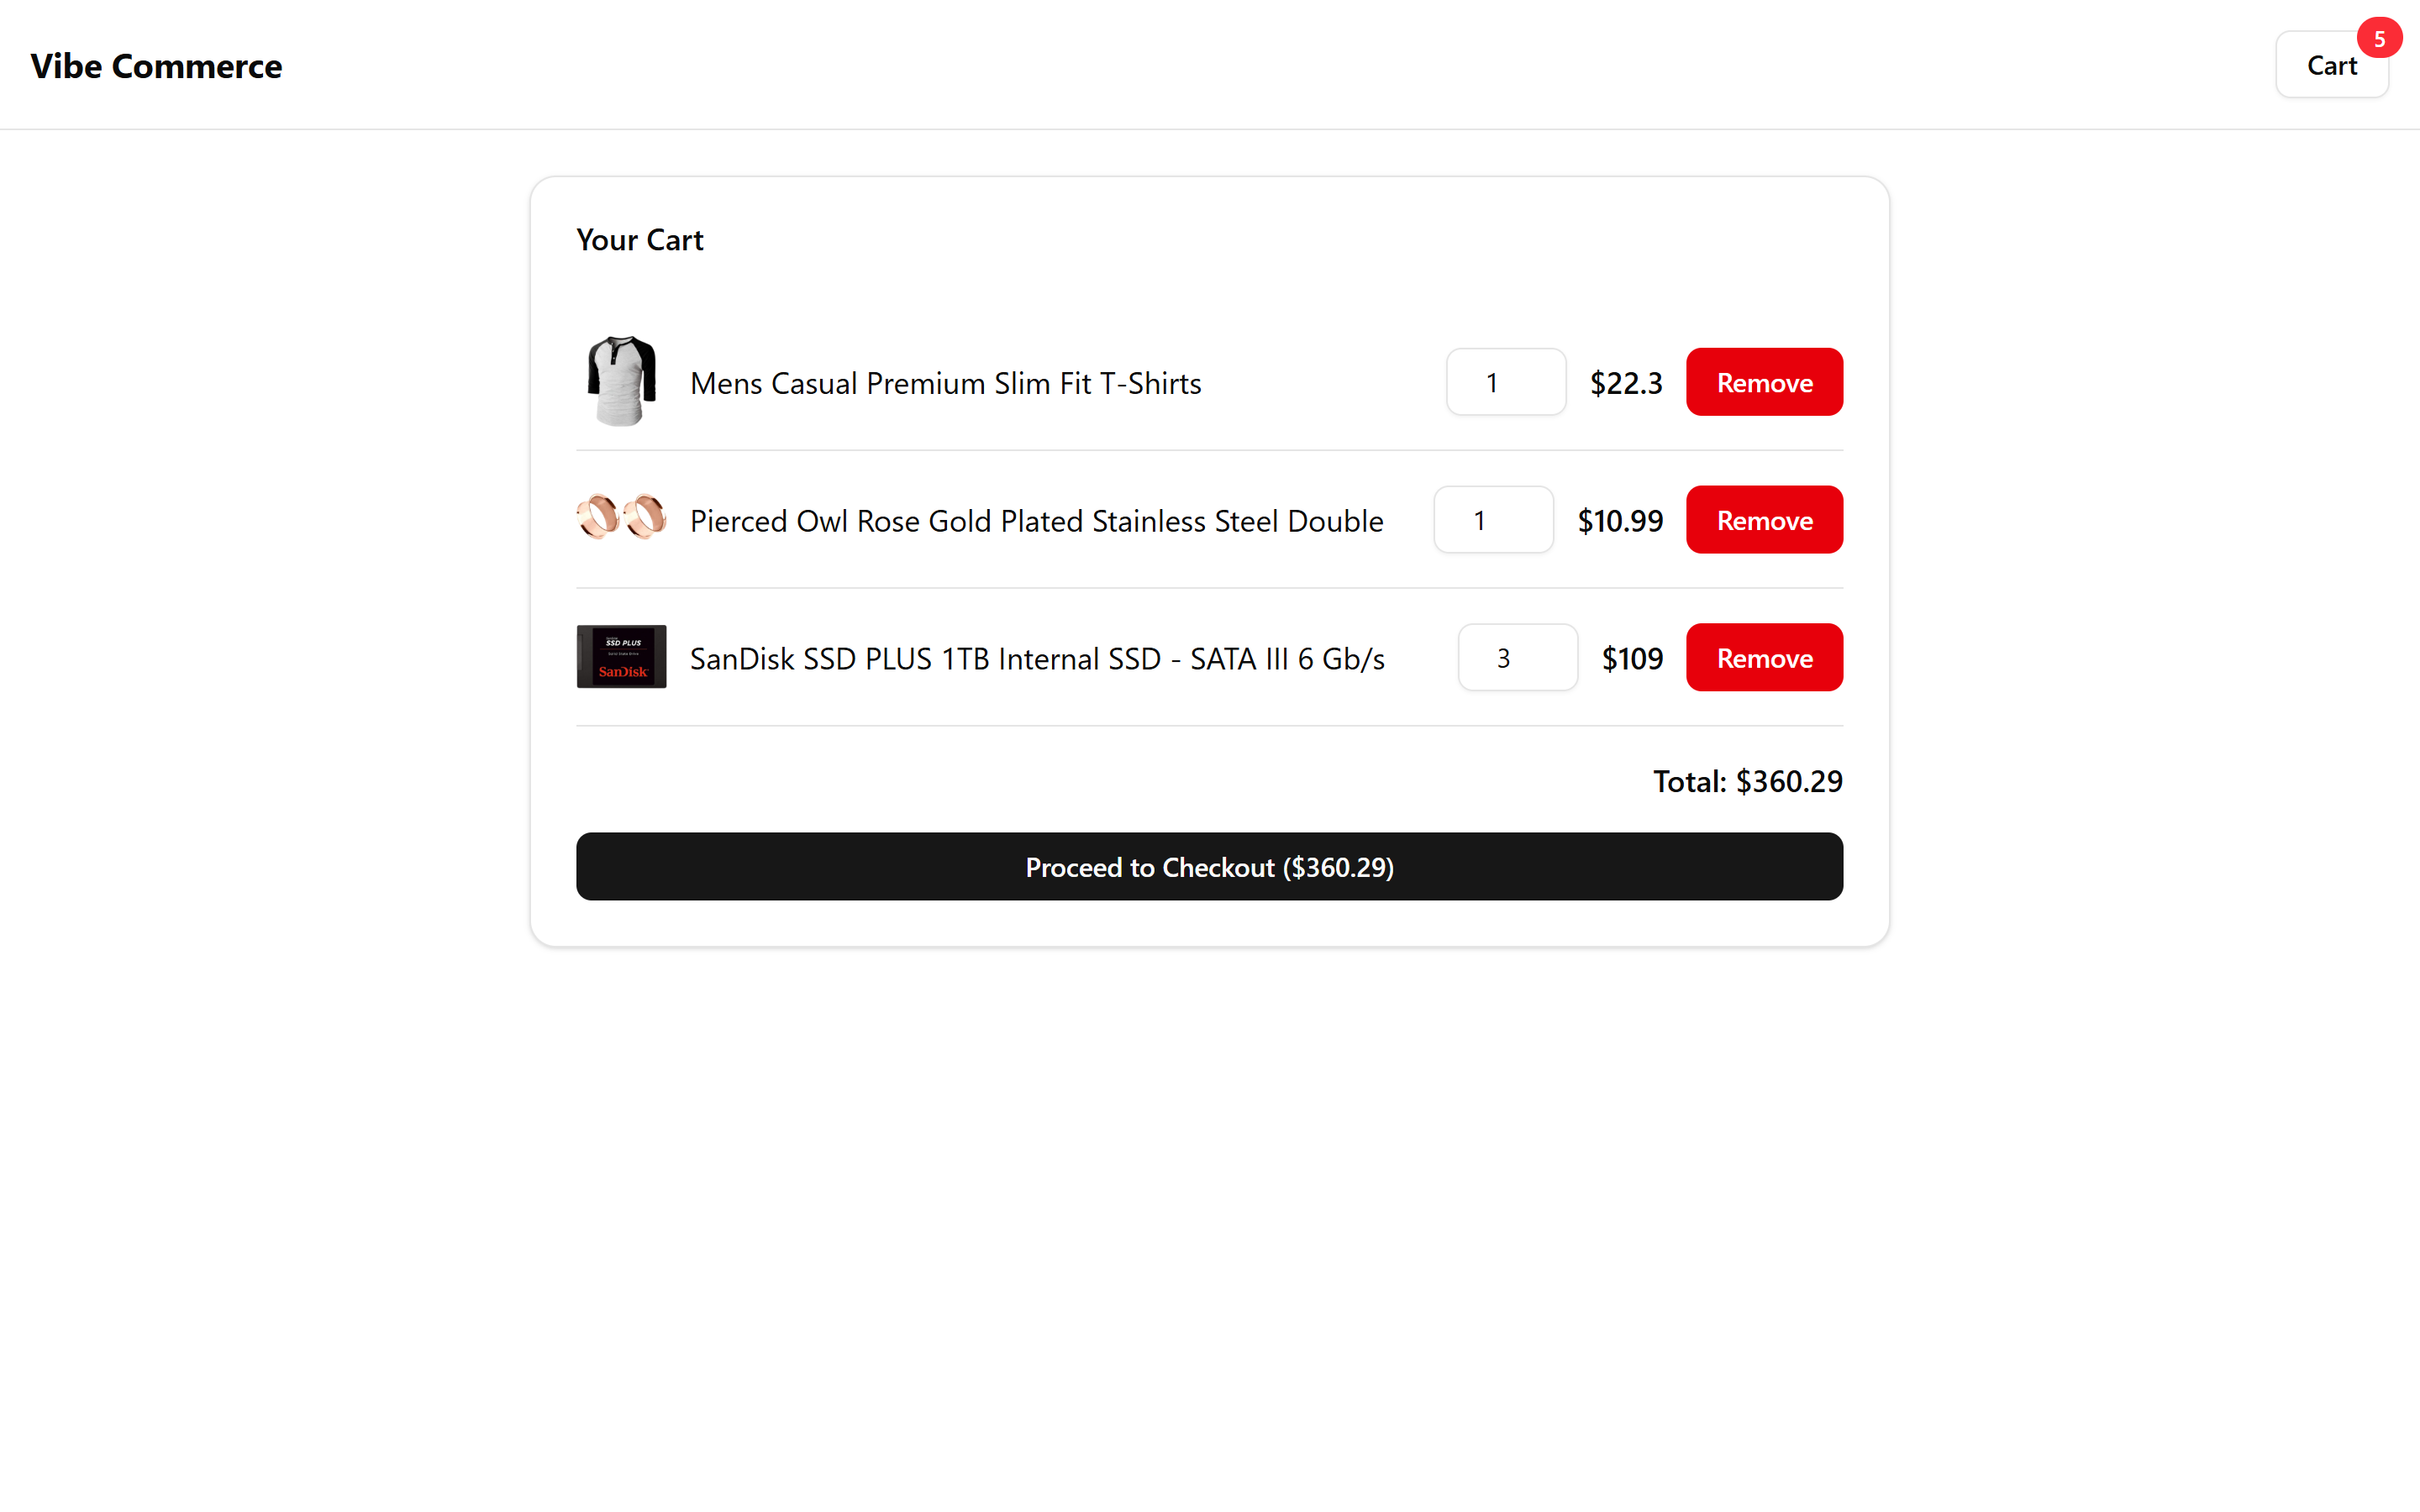 Vibe Commerce
Cart
5
Your Cart
Mens Casual Premium Slim Fit T-Shirts 1 $22.3 Remove
Pierced Owl Rose Gold Plated Stainless Steel Double 1 $10.99 Remove
SSD PLUS
SanDisk
SanDisk SSD PLUS 1TB Internal SSD - SATA III 6 Gb/s 3 $109 Remove
Total: $360.29
Proceed to Checkout ($360.29)